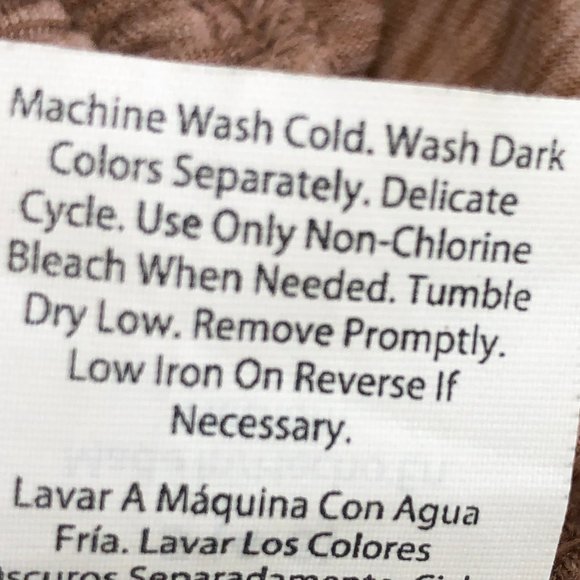 Machine Wash Cold. Wash Dark
Colors Separately. Delicate
Cycle. Use Only Non-Chlorine
Bleach When Needed. Tumble
Dry Low. Remove Promptly.
Low Iron On Reverse If
Necessary.
Lavar A Máquina Con Agua
Fría. Lavar Los Colores
Separadamente.